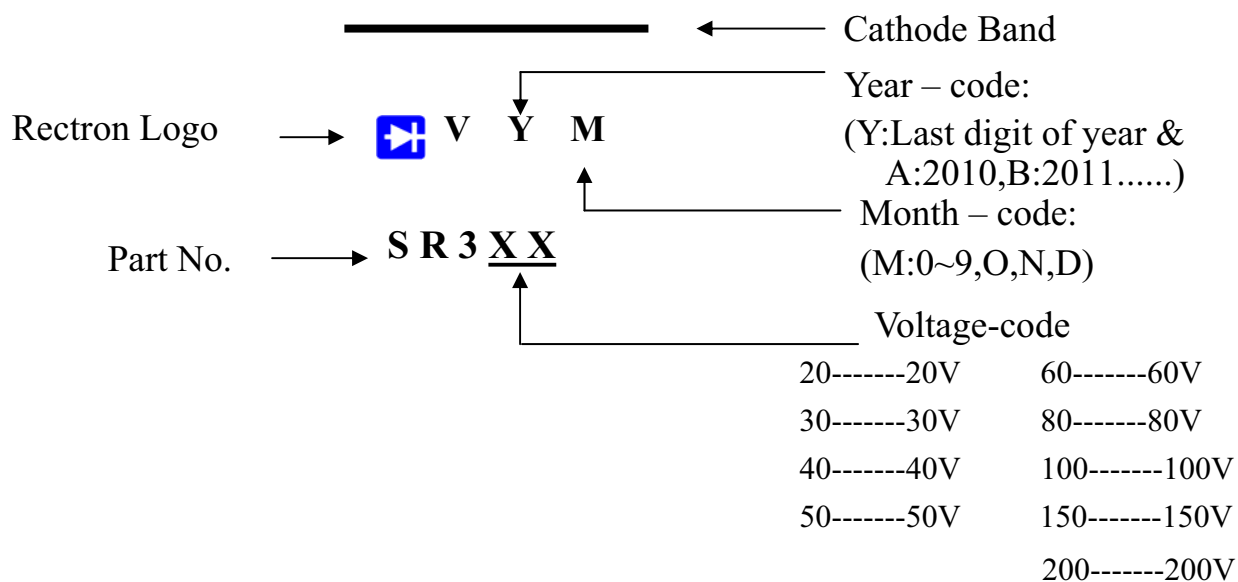 Cathode Band
Year – code:
Rectron Logo V Y M (Y:Last digit of year &
A:2010,B:2011......)
Month – code:
Part No. S R 3 X X (M:0~9,O,N,D)
Voltage-code
20-------20V 60-------60V
30-------30V 80-------80V
40-------40V 100-------100V
50-------50V 150-------150V
200-------200V